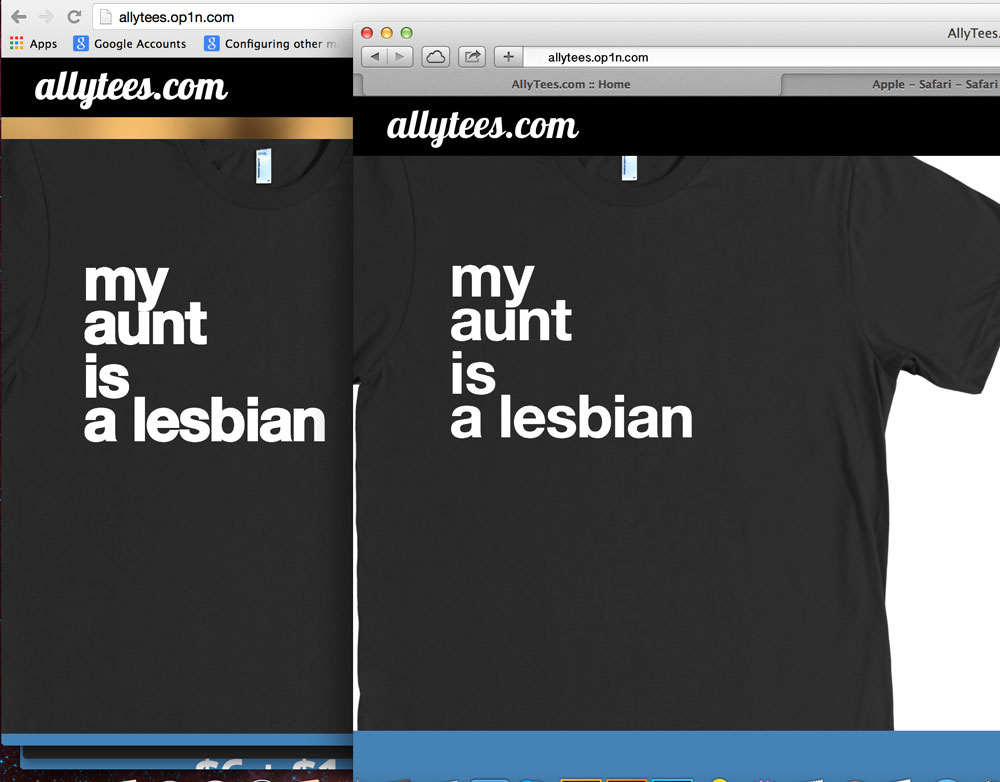 allytees.op1n.com
Apps
Google Accounts
Configuring other m
allytees.com
my
aunt
is
a lesbian
AllyTees.
allytees.op1n.com
AllyTees.com :: Home
Apple – Safari – Safari
allytees.com
my
aunt
is
a lesbian